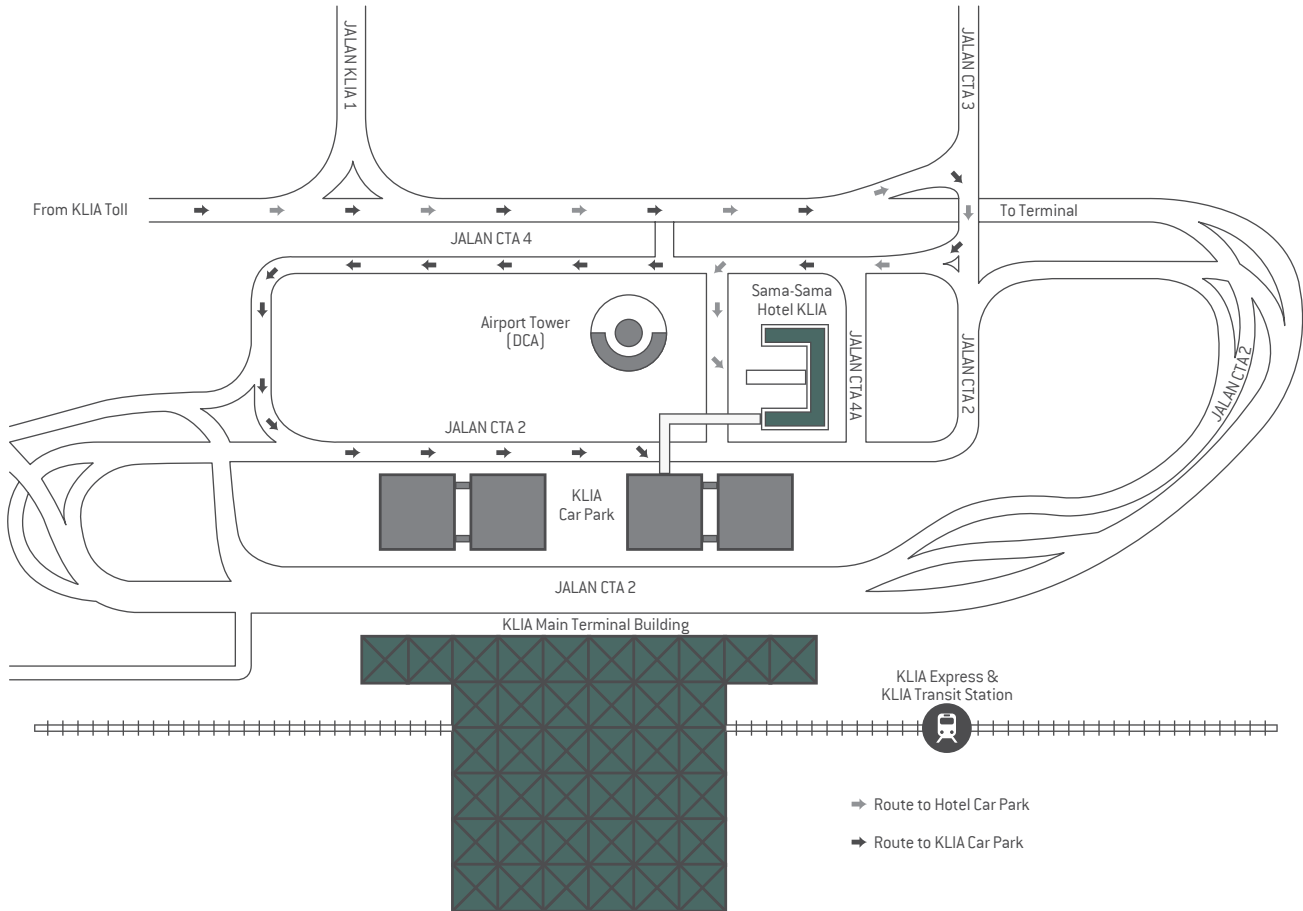 JALAN KLIA 1
JALAN CTA 3
From KLIA Toll
To Terminal
JALAN CTA 4
Sama-Sama
Hotel KLIA
Airport Tower
(DCA)
JALAN CTA 4A
JALAN CTA 2
JALAN CTA 2
JALAN CTA 2
KLIA
Car Park
JALAN CTA 2
KLIA Main Terminal Building
KLIA Express &
KLIA Transit Station
Route to Hotel Car Park
Route to KLIA Car Park